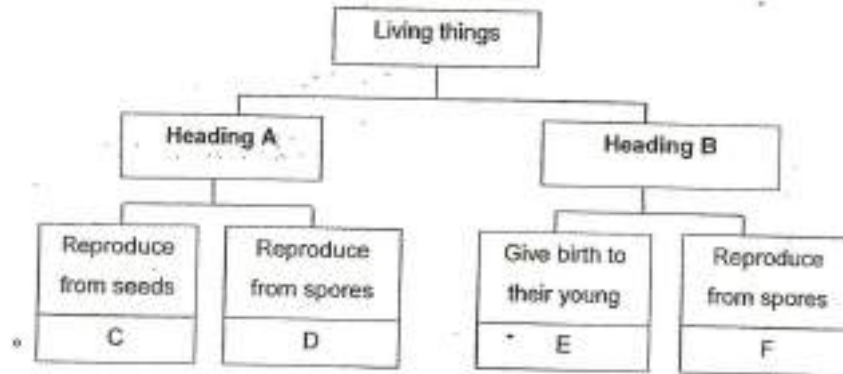 Living things
Heading A
Heading B
Reproduce
from seeds
C
Reproduce
from spores
D
Give birth to
their young
E
Reproduce
from spores
F